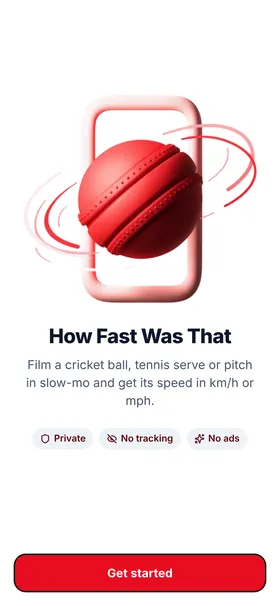 How Fast Was That
Film a cricket ball, tennis serve or pitch
in slow-mo and get its speed in km/h or
mph.
Private
No tracking
No ads
Get started